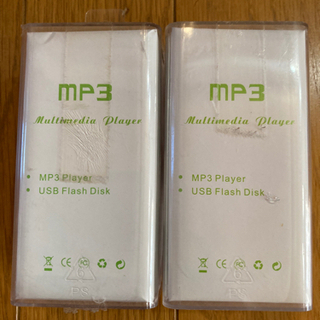 MP3
Multimedia Player
• MP3 Player
• USB Flash Disk
MP3
Multimedia Player
• MP3 Player
• USB Flash Disk